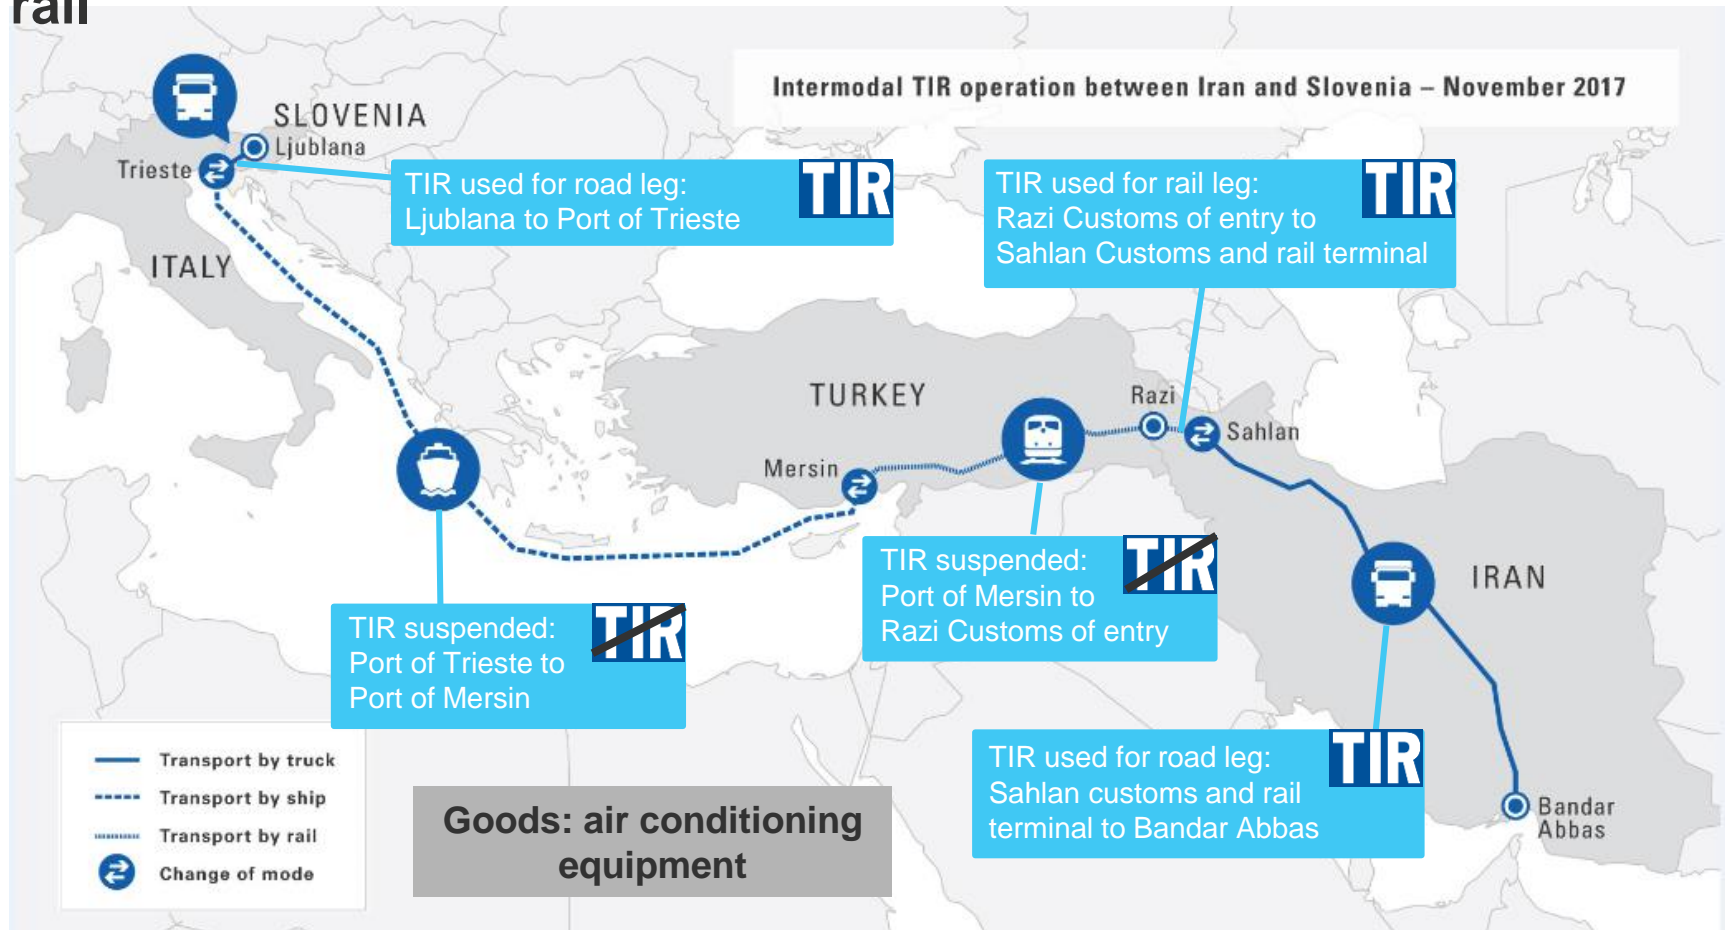 rail
Intermodal TIR operation between Iran and Slovenia – November 2017
SLOVENIA
Ljublana
Trieste
TIR used for road leg:
Ljublana to Port of Trieste
TIR
TIR used for rail leg:
Razi Customs of entry to
Sahlan Customs and rail terminal
TIR
ITALY
TURKEY
Razi
Sahlan
Mersin
TIR suspended:
Port of Mersin to
Razi Customs of entry
TIR
IRAN
TIR suspended:
Port of Trieste to
Port of Mersin
TIR
TIR used for road leg:
Sahlan customs and rail
terminal to Bandar Abbas
TIR
Bandar
Abbas
Transport by truck
Transport by ship
Transport by rail
Change of mode
Goods: air conditioning
equipment